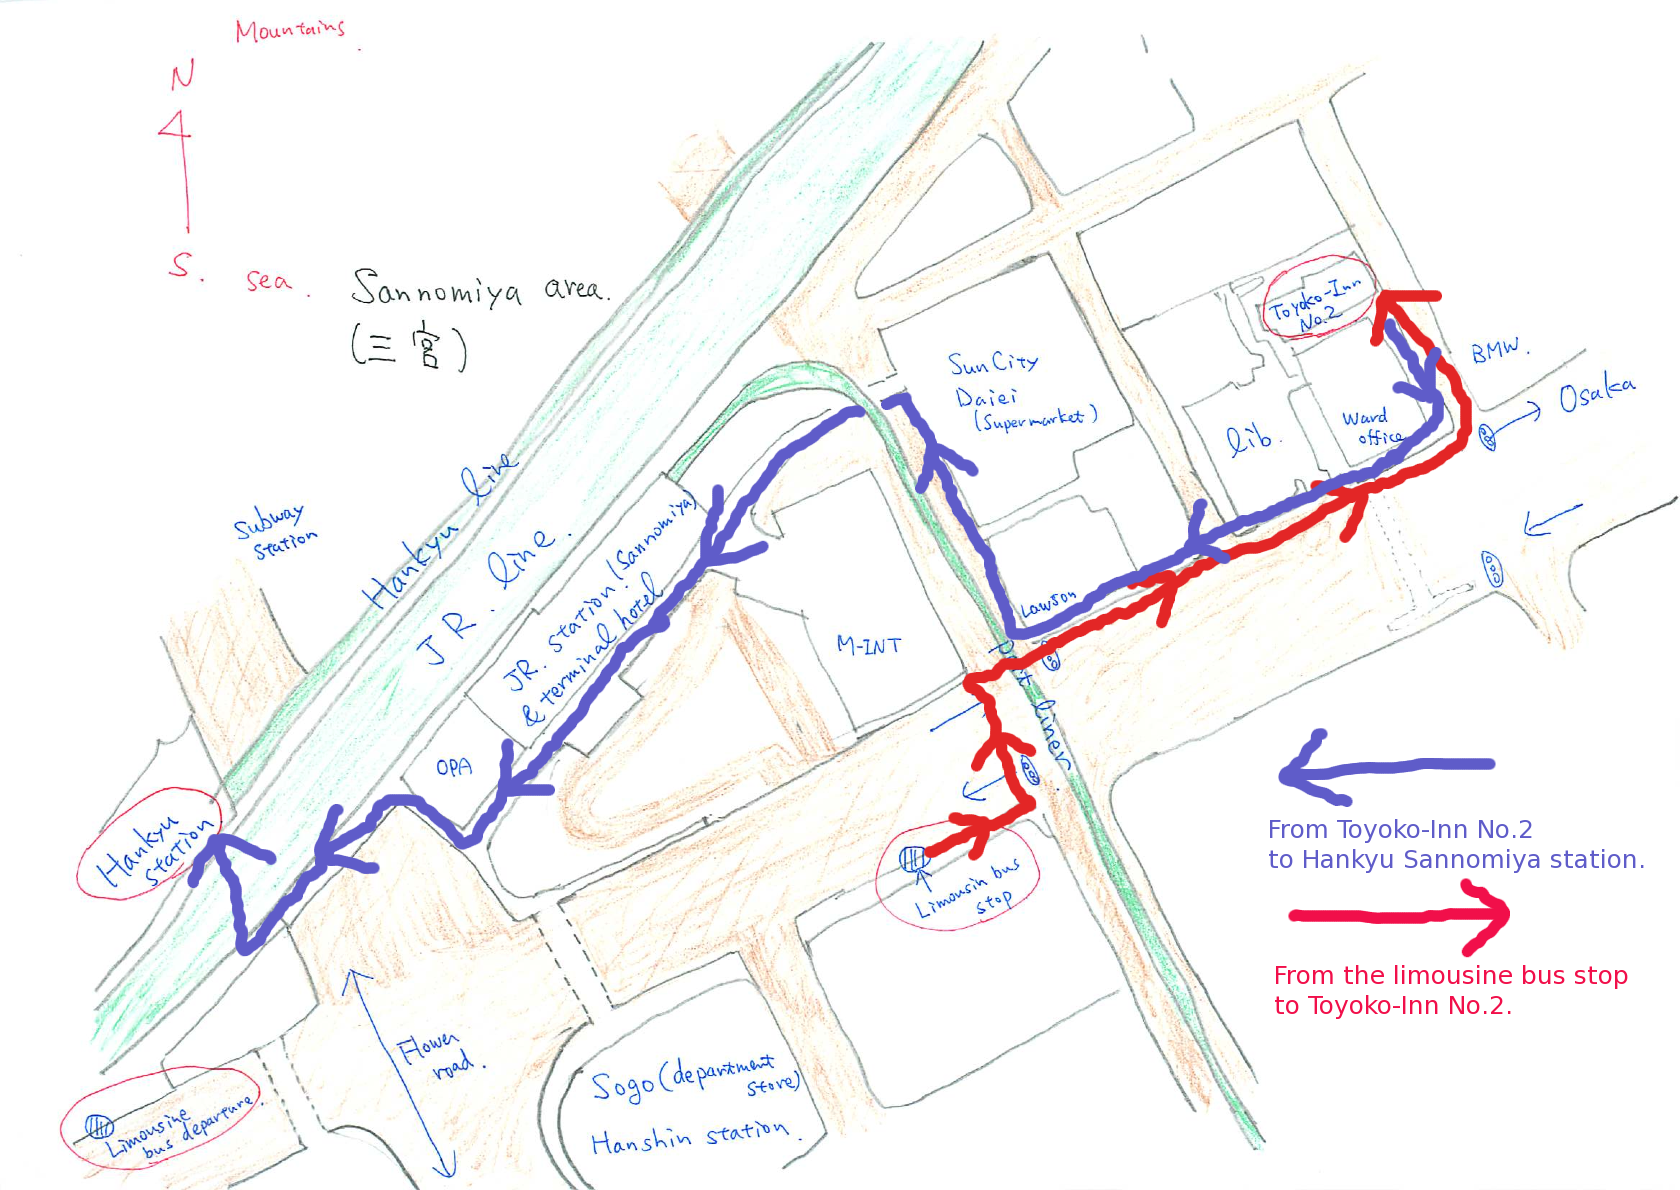 Mountains.
N
S. sea.
Sannomiya area.
(三宮)
Toyoko-Inn
No.2
BMW.
Osaka
SunCity
Daiei
(Supermarket)
lib.
Ward
office
Hankyu line
Subway
station
J R. line.
JR. station. (Sannomiya)
& terminal hotel
Lawson
M-INT
Port liner.
OPA
Hankyu
station
Limousin bus
stop
From Toyoko-Inn No.2
to Hankyu Sannomiya station.
From the limousine bus stop
to Toyoko-Inn No.2.
Flower
road.
Sogo (department
store)
Hanshin station.
Limousine
bus departure.